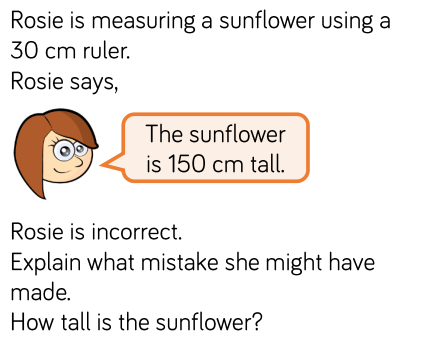 Rosie is measuring a sunflower using a
30 cm ruler.
Rosie says,
The sunflower
is 150 cm tall.
Rosie is incorrect.
Explain what mistake she might have
made.
How tall is the sunflower?